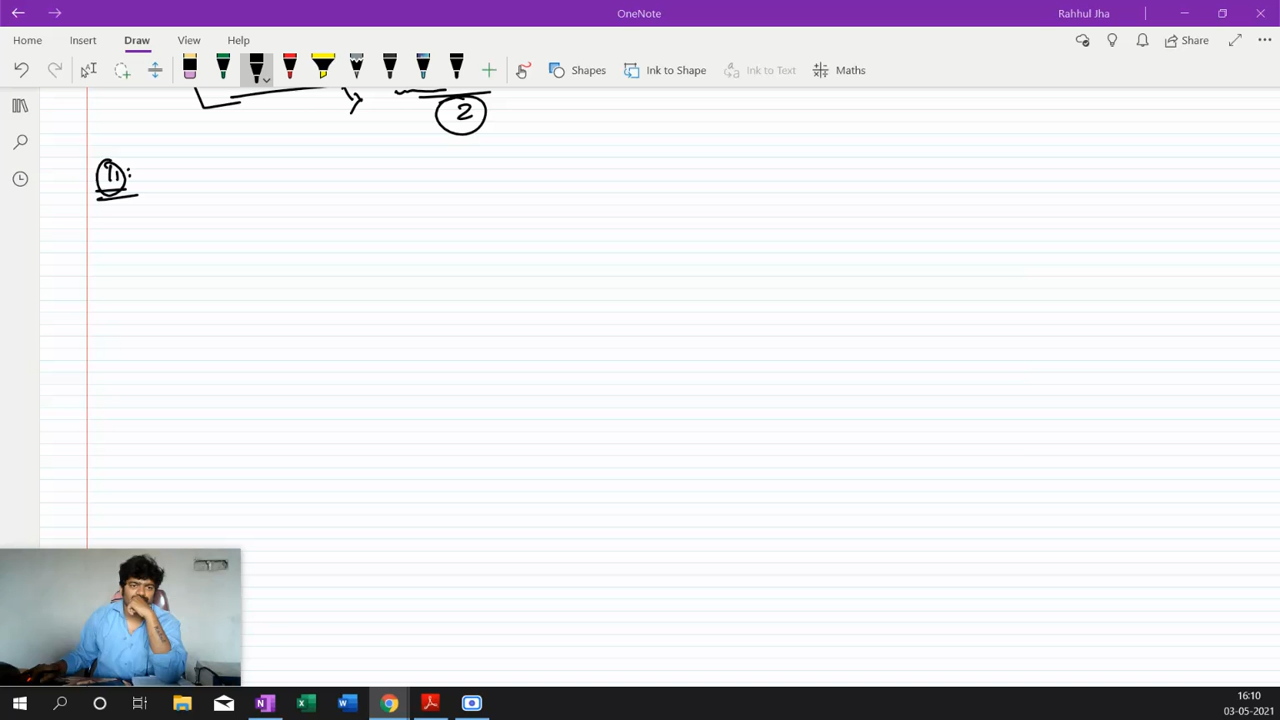 OneNote
Rahhul Jha
Home Insert Draw View Help
Share
Shapes Ink to Shape Ink to Text Maths
2
16:10
03-05-2021